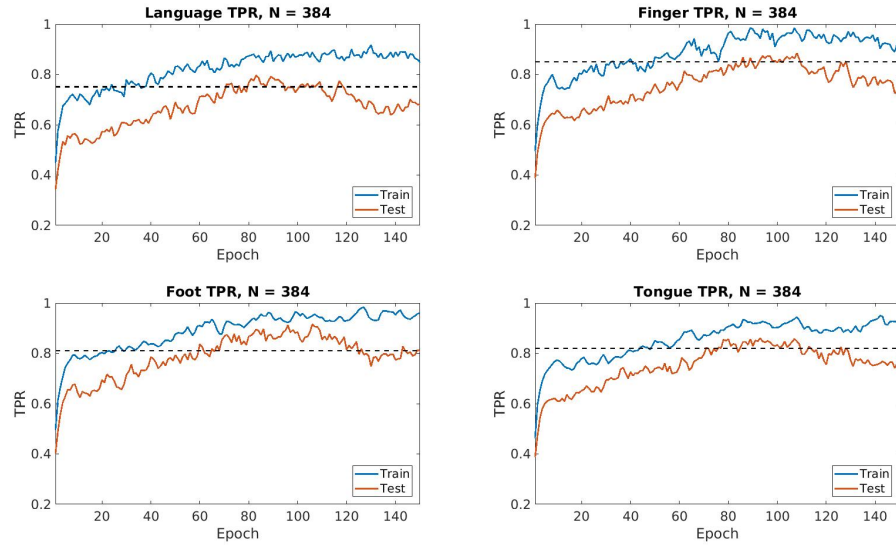 Language TPR, N = 384
1
0.8
0.6
0.4
0.2
TPR
20 40 60 80 100 120 140
Epoch
Train
Test
Finger TPR, N = 384
1
0.8
0.6
0.4
0.2
TPR
20 40 60 80 100 120 140
Epoch
Train
Test
Foot TPR, N = 384
1
0.8
0.6
0.4
0.2
TPR
20 40 60 80 100 120 140
Epoch
Train
Test
Tongue TPR, N = 384
1
0.8
0.6
0.4
0.2
TPR
20 40 60 80 100 120 140
Epoch
Train
Test